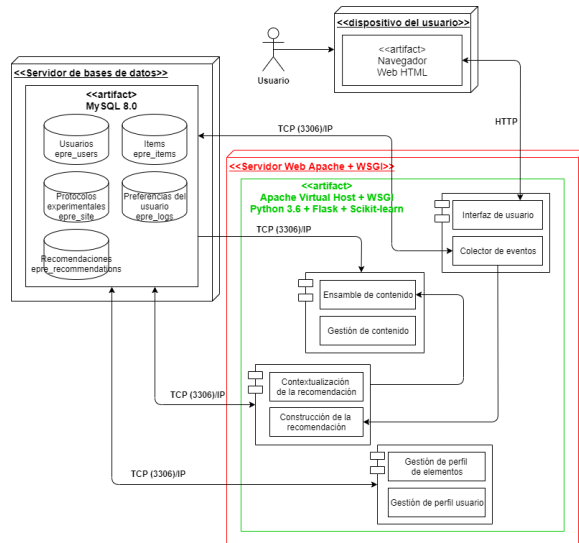 <<dispositivo del usuario>>
<<artifact>>
Navegador
Web HTML
Usuario
<<Servidor de bases de datos>>
<<artifact>>
MySQL 8.0
Usuarios
epre_users
Items
epre_items
Protocolos
experimentales
epre_site
Preferencias del
usuario
epre_logs
Recomendaciones
epre_recommendations
TCP (3306)/IP
HTTP
<<Servidor Web Apache + WSGI>>
<<artifact>
Apache Virtual Host + WSGI
Python 3.6 + Flask + Scikit-learn
Interfaz de usuario
Colector de eventos
TCP (3306)/IP
Ensamble de contenido
Gestión de contenido
Contextualización
de la recomendación
Construcción de la
recomendación
TCP (3306)/IP
Gestión de perfil
de elementos
Gestión de perfil usuario
TCP (3306)/IP